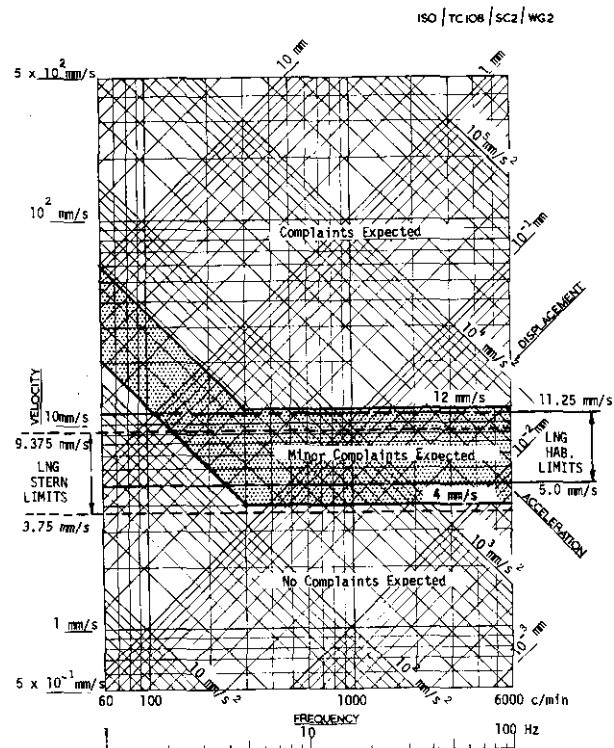 ISO / TC 108 / SC2 / WG2
10 mm
1 mm
5 x 10² mm/s
10⁵ mm/s²
10² mm/s
Complaints Expected
10⁻¹ mm
DISPLACEMENT
10⁴ mm/s²
VELOCITY
12 mm/s
11.25 mm/s
10mm/s
9.375 mm/s
10⁻² mm
LNG
HAB.
LIMITS
Minor Complaints Expected
LNG
STERN
LIMITS
4 mm/s
5.0 mm/s
ACCELERATION
3.75 mm/s
10³ mm/s²
No Complaints Expected
1 mm/s
10⁻³ mm
10 mm/s²
10² mm/s²
5 x 10⁻¹ mm/s
60 100 1000 6000 c/min
FREQUENCY
1 10 100 Hz